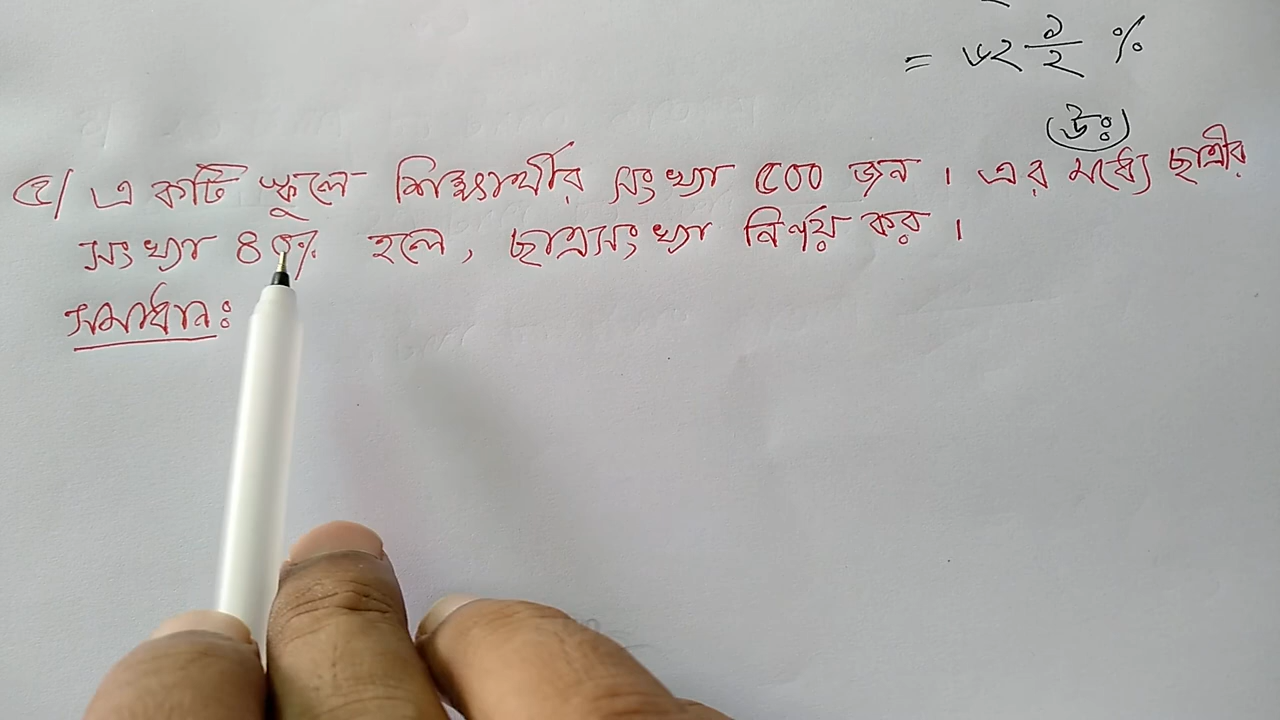 = ৬২ ১/২ %
(উঃ)
৫/ একটি স্কুলে শিক্ষার্থীর সংখ্যা ৫০০ জন । এর মধ্যে ছাত্রীর
সংখ্যা ৪০% হলে, ছাত্রসংখ্যা নির্ণয় কর ।
সমাধান: